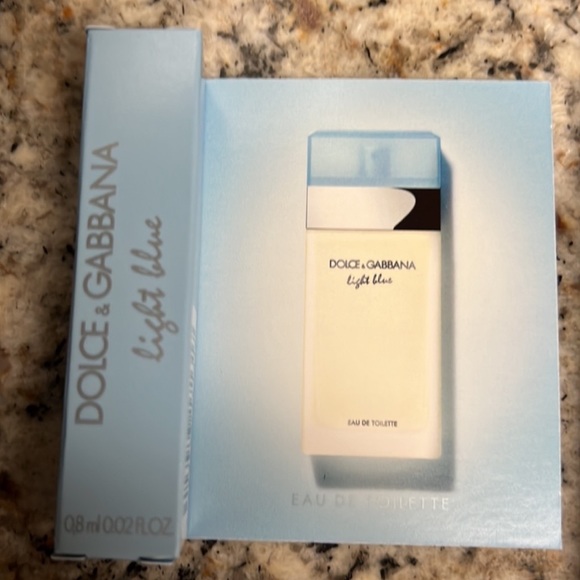 DOLCE & GABBANA
light blue
0,8 ml 0.02 FL.OZ.
DOLCE & GABBANA
light blue
EAU DE TOILETTE
EAU DE TOILETTE